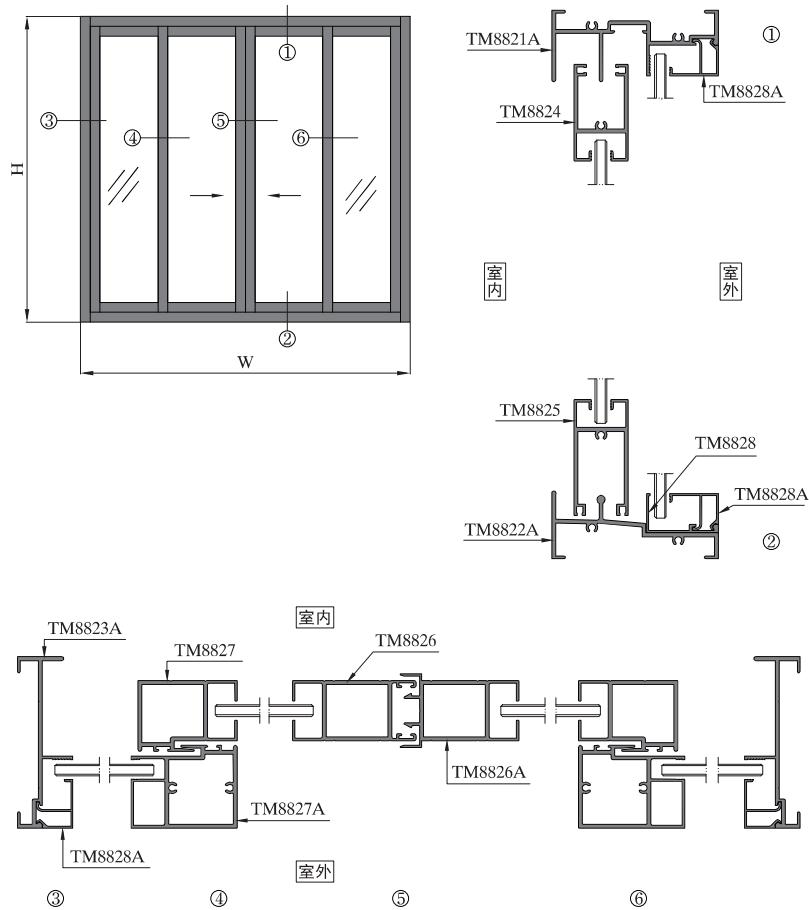 ①
TM8821A
①
③
⑤
TM8828A
④
⑥
TM8824
H
室内
室外
②
W
TM8825
TM8828
TM8828A
TM8822A
②
室内
TM8823A
TM8826
TM8827
TM8826A
TM8827A
TM8828A
室外
③
④
⑤
⑥